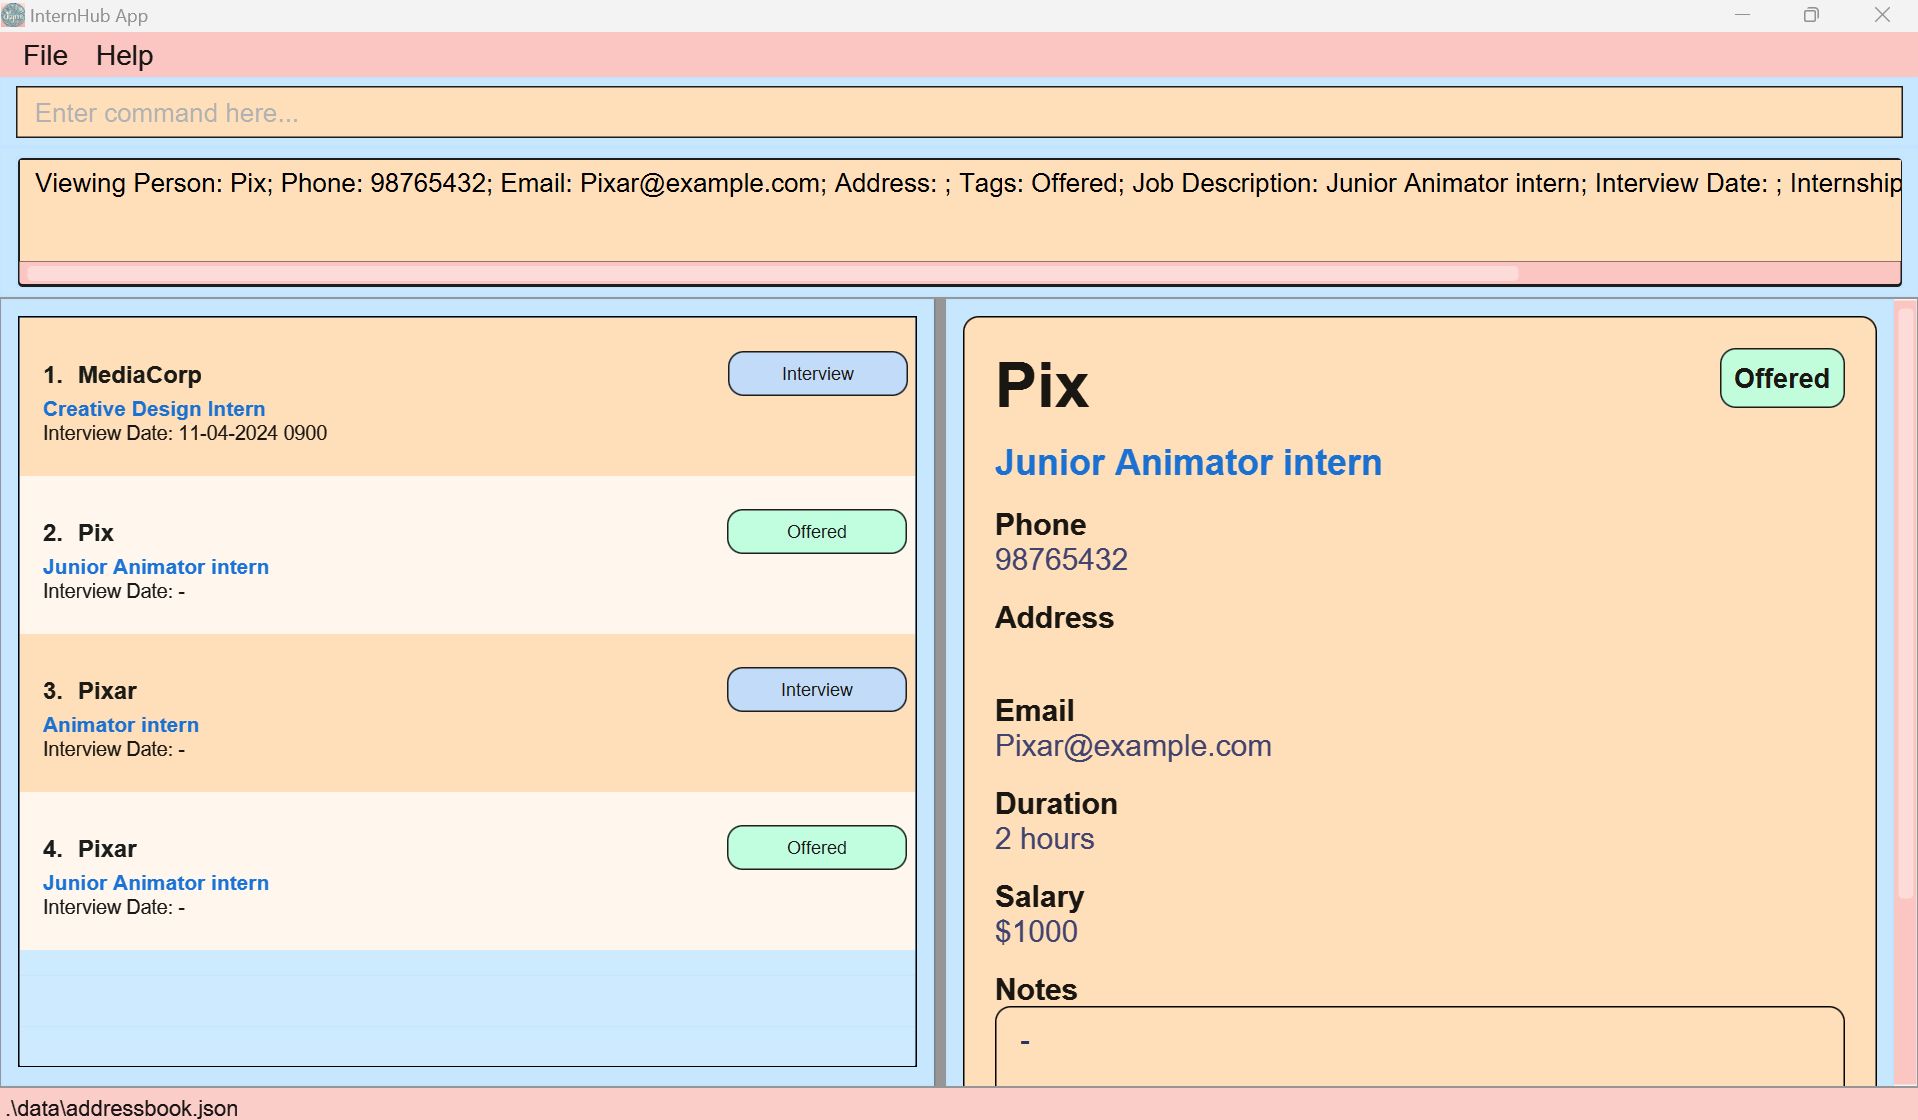 InternHub App
File Help
Enter command here...
Viewing Person: Pix; Phone: 98765432; Email: Pixar@example.com; Address: ; Tags: Offered; Job Description: Junior Animator intern; Interview Date: ; Internship
1. MediaCorp
Interview
Creative Design Intern
Interview Date: 11-04-2024 0900
2. Pix
Offered
Junior Animator intern
Interview Date: -
3. Pixar
Interview
Animator intern
Interview Date: -
4. Pixar
Offered
Junior Animator intern
Interview Date: -
Pix
Offered
Junior Animator intern
Phone
98765432
Address
Email
Pixar@example.com
Duration
2 hours
Salary
$1000
Notes
-
.\data\addressbook.json